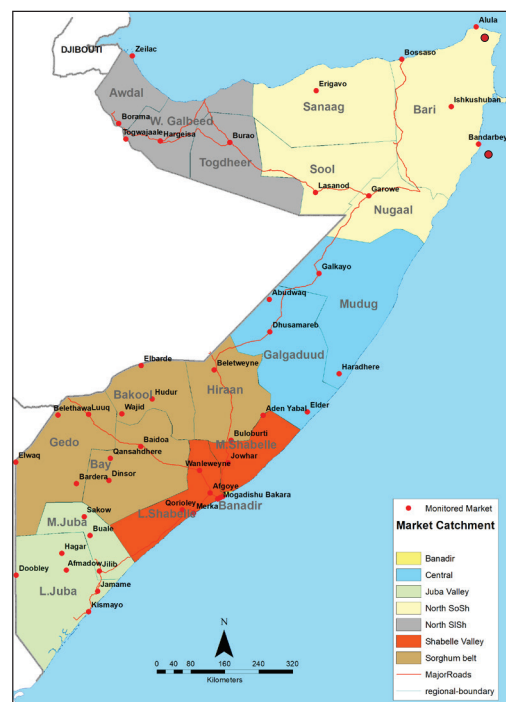 Alula
DJIBOUTI
Zeilac
Bossaso
Awdal
Erigavo
Sanaag
Bari
Ishkushuban
Borama
W. Galbeed
Togwajaale
Hargeisa
Burao
Bandarbey
Togdheer
Sool
Lasanod
Garowe
Nugaal
Galkayo
Abudwaq
Mudug
Dhusamareb
Galgaduud
Elbarde
Beletweyne
Haradhere
Bakool
Hudur
Hiraan
Belethawa
Luuq
Wajid
Aden Yabal
Elder
Gedo
Buloburti
M.Shabelle
Baidoa
Qansahdhere
Elwaq
Bay
Jowhar
Wanleweyne
Bardera
Dinsor
Afgoye
Mogadishu Bakara
Qorioley
Merka
Banadir
Sakow
L.Shabelle
M.Juba
Buale
Hagar
Doobley
Afmadow
Jilib
L.Juba
Jamame
Kismayo
N
0 40 80 160 240 320
Kilometers
Monitored Market
Market Catchment
Banadir
Central
Juba Valley
North SoSh
North SlSh
Shabelle Valley
Sorghum belt
MajorRoads
regional-boundary